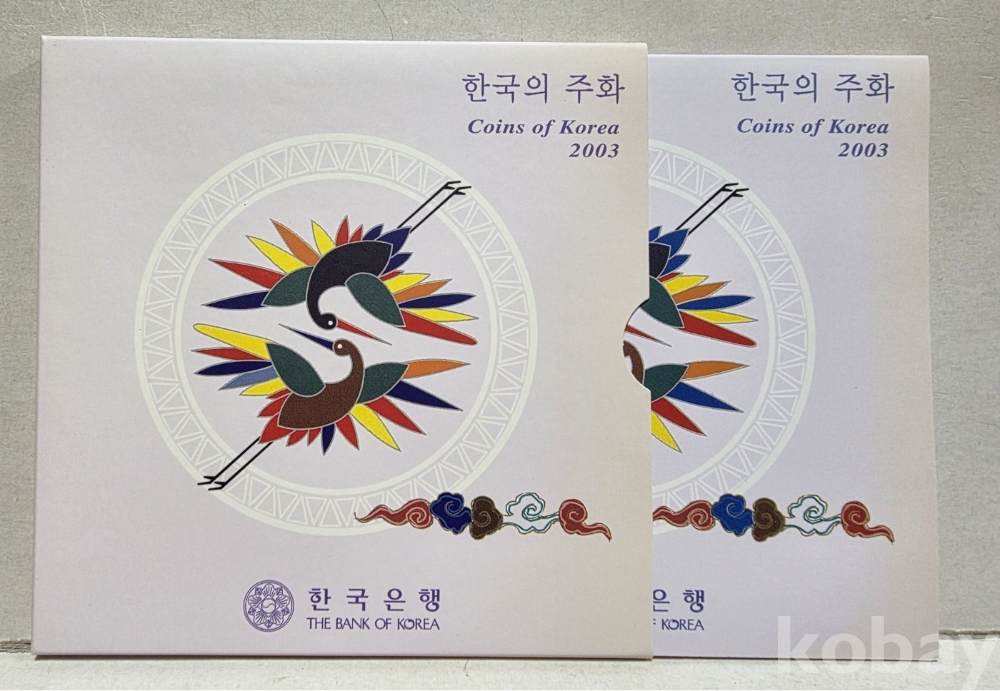 한국의 주화
Coins of Korea
2003
한국은행
THE BANK OF KOREA
한국의 주화
Coins of Korea
2003
은행
F KOREA
kobay